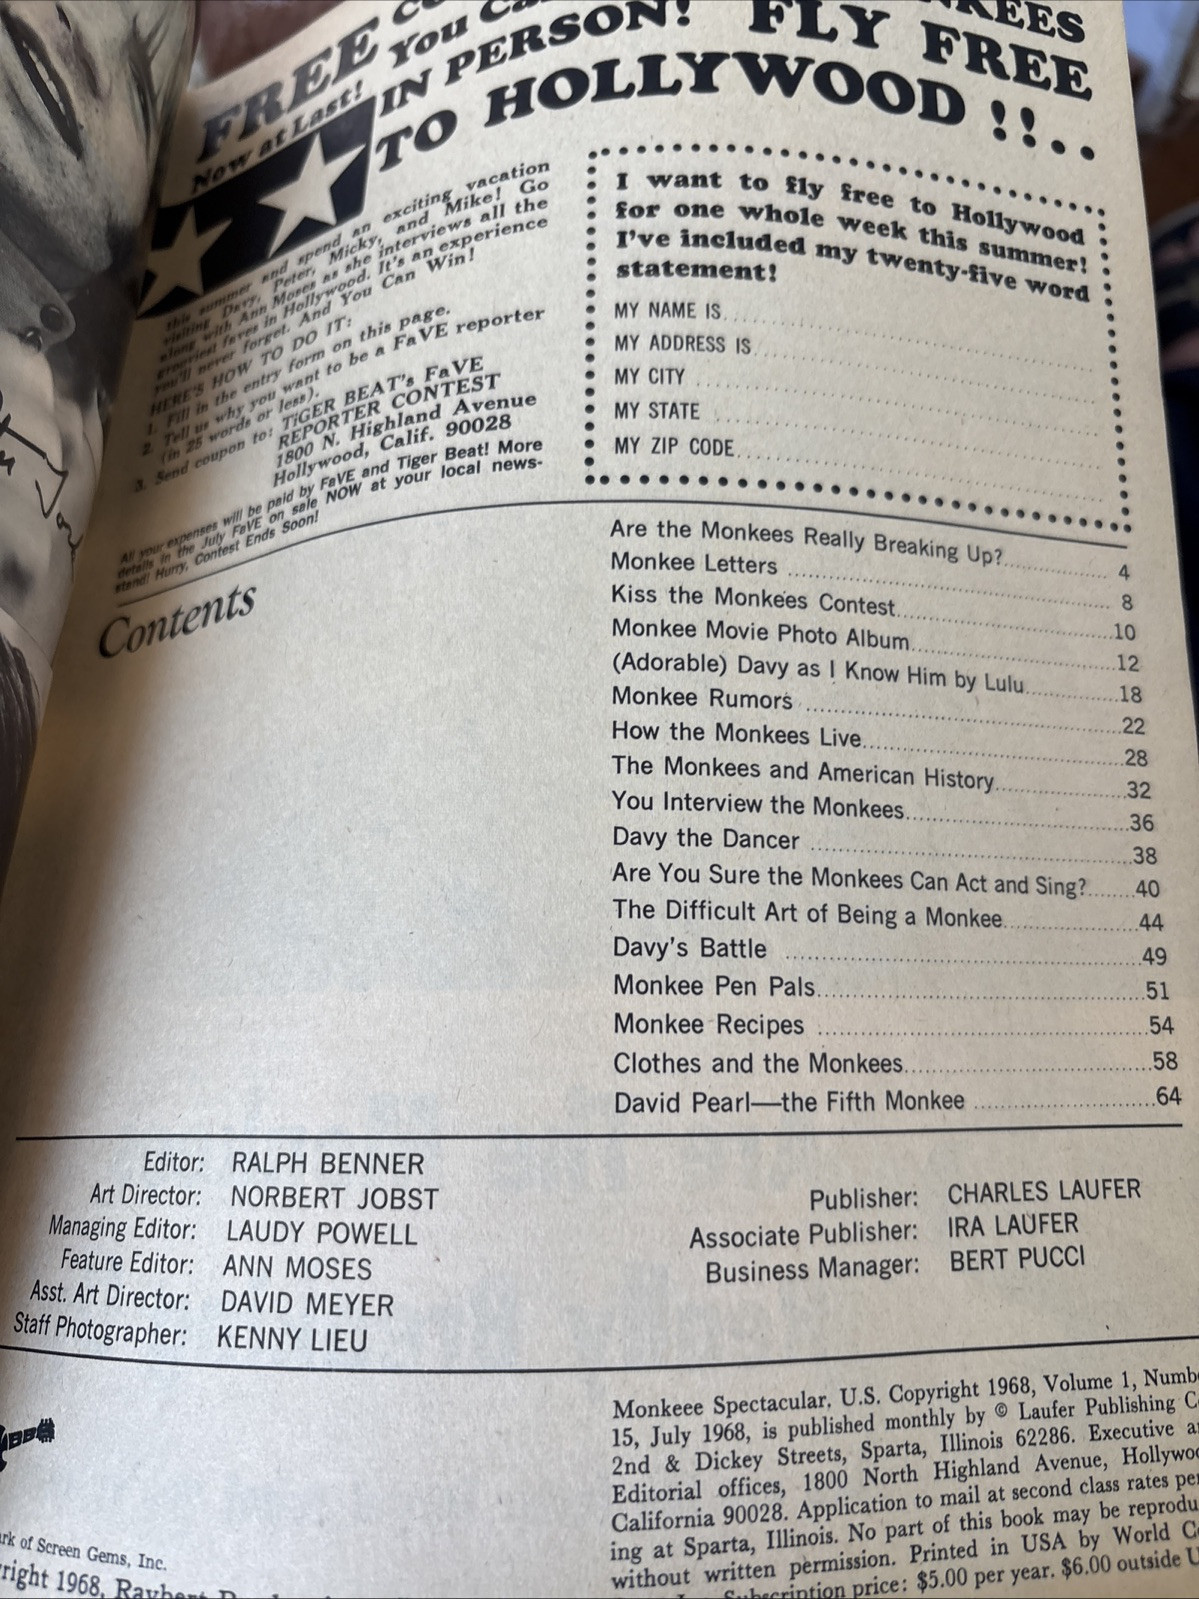 FREE
You
KEES
Now at Last!
IN PERSON! FLY FREE
TO HOLLYWOOD !!..
this summer and spend an exciting vacation
visiting Davy, Peter, Micky, and Mike! Go
along with Ann Moses as she interviews all the
grooviest faves in Hollywood. It's an experience
you'll never forget. And You Can Win!
HERE'S HOW TO DO IT:
1. Fill in the entry form on this page.
2. Tell us why you want to be a FaVE reporter
(in 25 words or less).
3. Send coupon to: TiGER BEAT's FaVE
REPORTER CONTEST
1800 N. Highland Avenue
Hollywood, Calif. 90028
All your expenses will be paid by FaVE and Tiger Beat! More
details in the July FaVE on sale NOW at your local news-
stand! Hurry, Contest Ends Soon!
I want to fly free to Hollywood
for one whole week this summer!
I've included my twenty-five word
statement!
MY NAME IS
MY ADDRESS IS
MY CITY
MY STATE
MY ZIP CODE
Contents
Are the Monkees Really Breaking Up? 4
Monkee Letters 8
Kiss the Monkees Contest 10
Monkee Movie Photo Album 12
(Adorable) Davy as I Know Him by Lulu 18
Monkee Rumors 22
How the Monkees Live 28
The Monkees and American History 32
You Interview the Monkees 36
Davy the Dancer 38
Are You Sure the Monkees Can Act and Sing? 40
The Difficult Art of Being a Monkee 44
Davy's Battle 49
Monkee Pen Pals 51
Monkee Recipes 54
Clothes and the Monkees 58
David Pearl—the Fifth Monkee 64
Editor: RALPH BENNER
Art Director: NORBERT JOBST
Managing Editor: LAUDY POWELL
Feature Editor: ANN MOSES
Asst. Art Director: DAVID MEYER
Staff Photographer: KENNY LIEU
Publisher: CHARLES LAUFER
Associate Publisher: IRA LAUFER
Business Manager: BERT PUCCI
Monkeee Spectacular, U.S. Copyright 1968, Volume 1, Numb
15, July 1968, is published monthly by © Laufer Publishing C
2nd & Dickey Streets, Sparta, Illinois 62286. Executive a
Editorial offices, 1800 North Highland Avenue, Hollywo
California 90028. Application to mail at second class rates pe
ing at Sparta, Illinois. No part of this book may be reprodu
without written permission. Printed in USA by World C
Subscription price: $5.00 per year. $6.00 outside U
rk of Screen Gems, Inc.
right 1968, Raybert